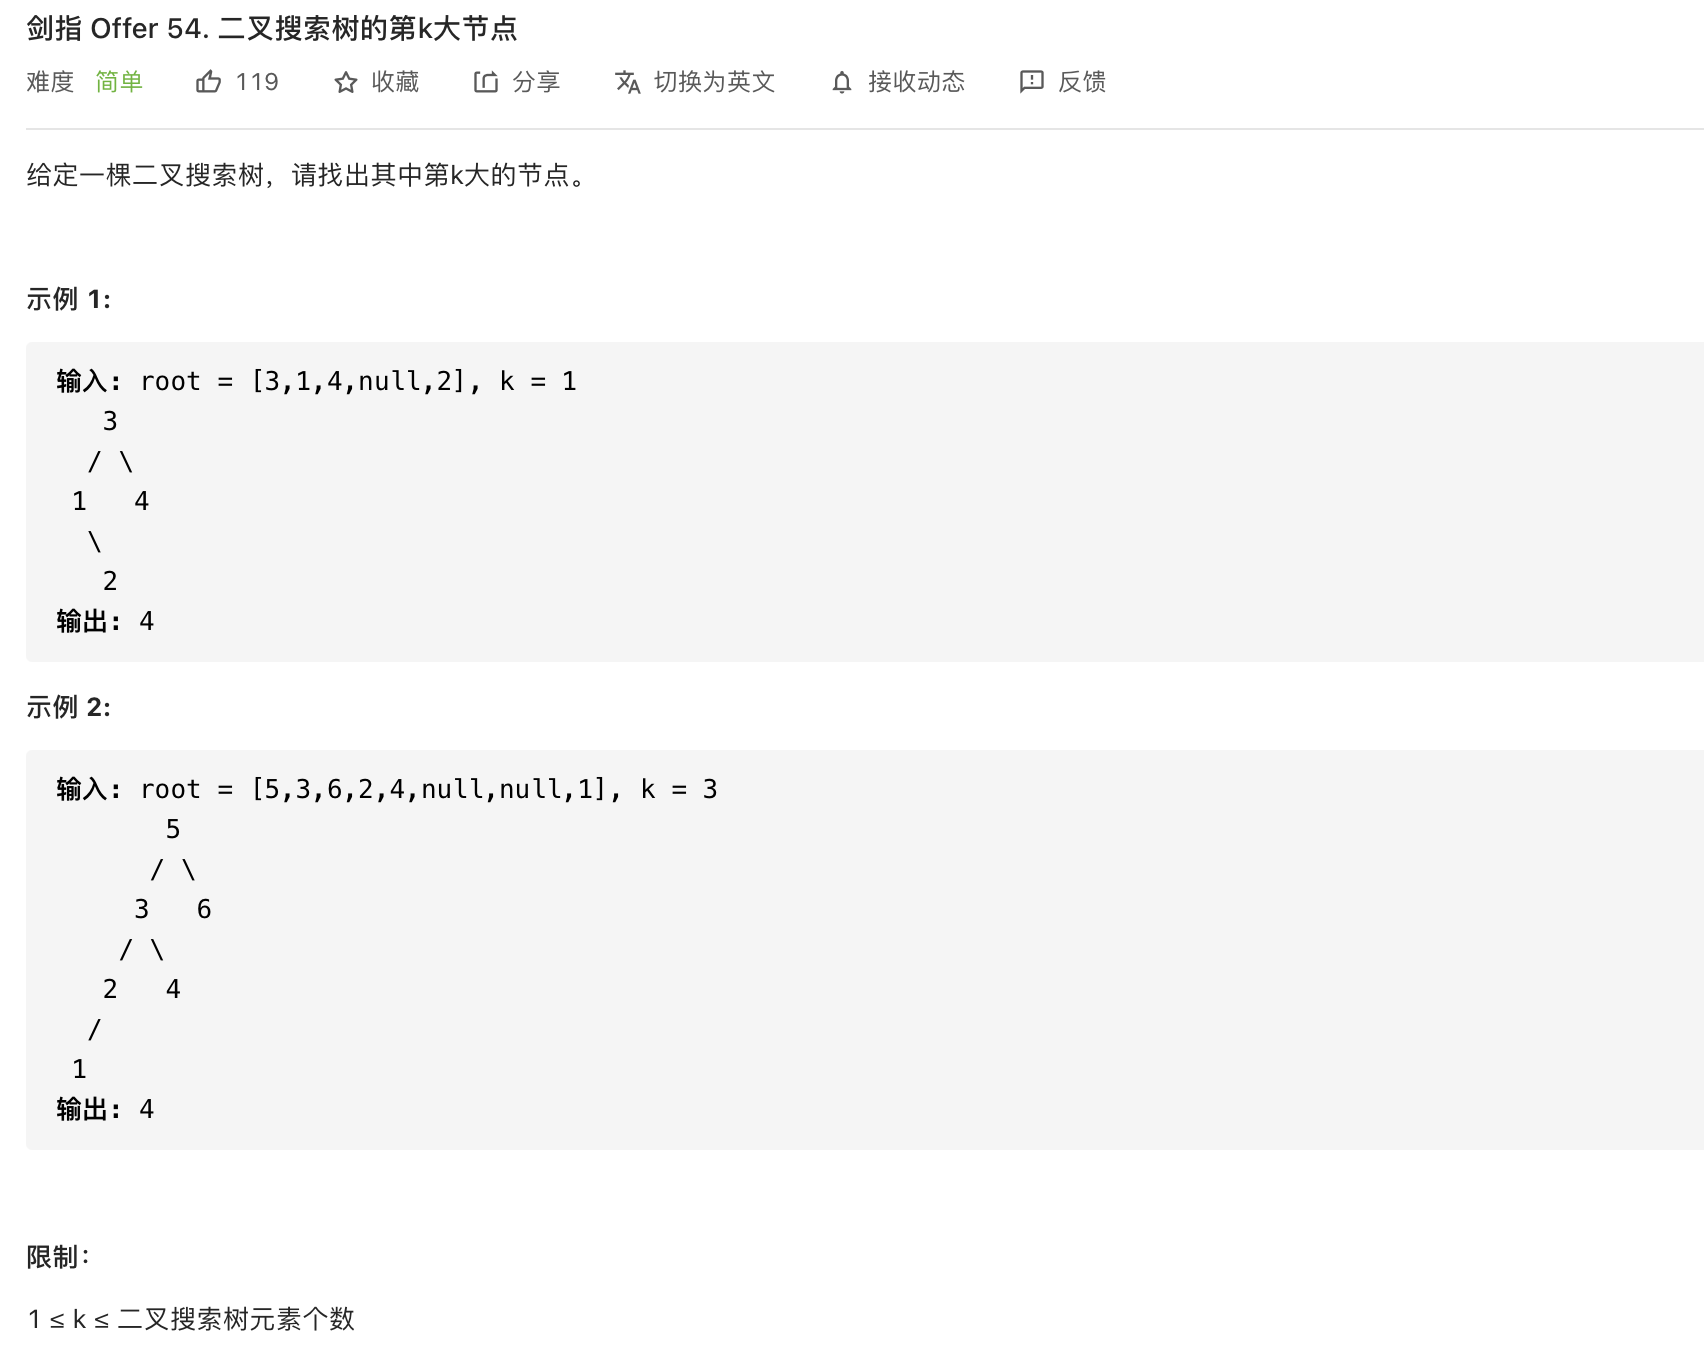 剑指 Offer 54. 二叉搜索树的第k大节点
难度 简单 119 收藏 分享 切换为英文 接收动态 反馈
给定一棵二叉搜索树，请找出其中第k大的节点。
示例 1:
输入: root = [3,1,4,null,2], k = 1
   3
  / \
 1   4
  \
   2
输出: 4
示例 2:
输入: root = [5,3,6,2,4,null,null,1], k = 3
       5
      / \
     3   6
    / \
   2   4
  /
 1
输出: 4
限制：
1 ≤ k ≤ 二叉搜索树元素个数